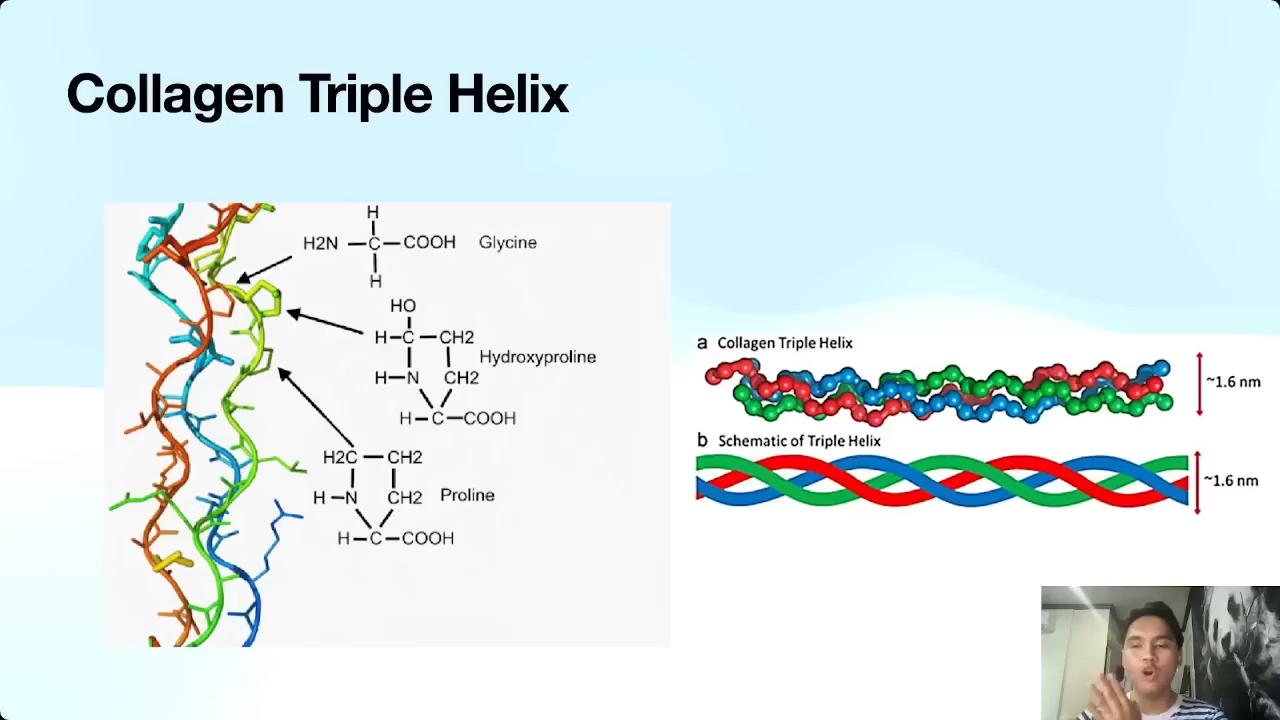 Collagen Triple Helix
H
H2N C COOH Glycine
H
HO
H C CH2
Hydroxyproline
H N CH2
H C COOH
H2C CH2
H N CH2 Proline
H C COOH
a Collagen Triple Helix
~1.6 nm
b Schematic of Triple Helix
~1.6 nm